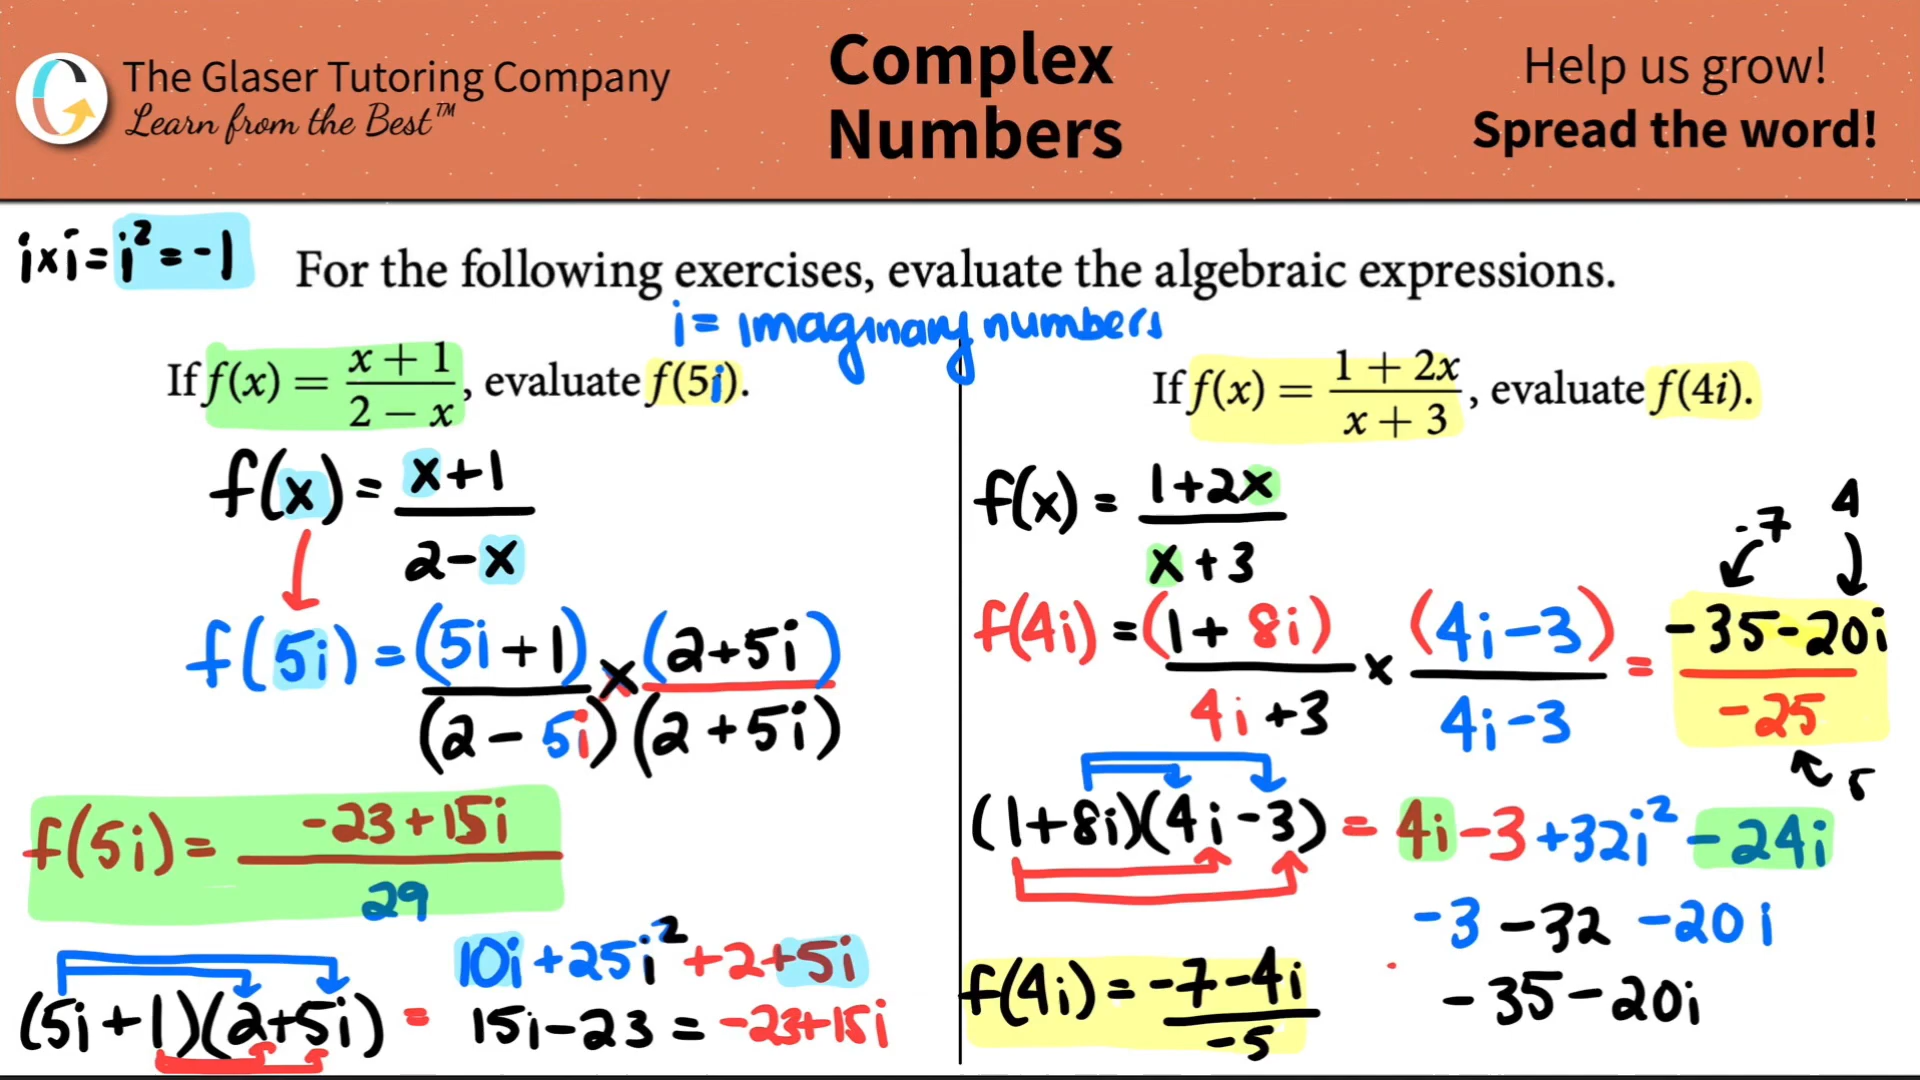 The Glaser Tutoring Company
Learn from the Best™
Complex
Numbers
Help us grow!
Spread the word!
i×i=i²=-1
For the following exercises, evaluate the algebraic expressions.
i= imaginary numbers
If f(x) = (x + 1)/(2 − x), evaluate f(5i).
f(x) = (x+1)/(2-x)
f(5i) = (5i+1)/(2-5i) × (2+5i)/(2+5i)
f(5i) = (-23+15i)/29
(5i+1)(2+5i) = 10i+25i²+2+5i
15i-23 = -23+15i
If f(x) = (1 + 2x)/(x + 3), evaluate f(4i).
f(x) = (1+2x)/(x+3)
-7 4
f(4i) = (1+8i)/(4i+3) × (4i-3)/(4i-3) = (-35-20i)/(-25)
5
(1+8i)(4i-3) = 4i-3+32i²-24i
-3-32-20i
-35-20i
f(4i) = (-7-4i)/(-5)